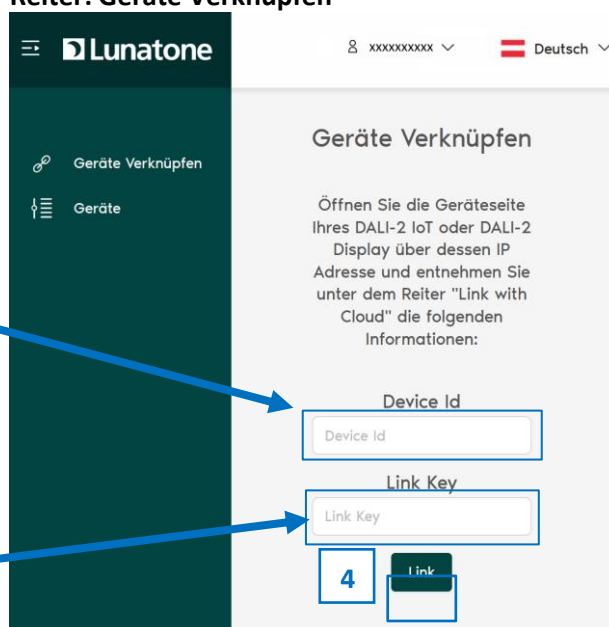 Reiter: Geräte Verknüpfen
Lunatone
xxxxxxxxxx
Deutsch
Geräte Verknüpfen
Geräte
Geräte Verknüpfen
Öffnen Sie die Geräteseite
Ihres DALI-2 IoT oder DALI-2
Display über dessen IP
Adresse und entnehmen Sie
unter dem Reiter "Link with
Cloud" die folgenden
Informationen:
Device Id
Device Id
Link Key
Link Key
4
Link